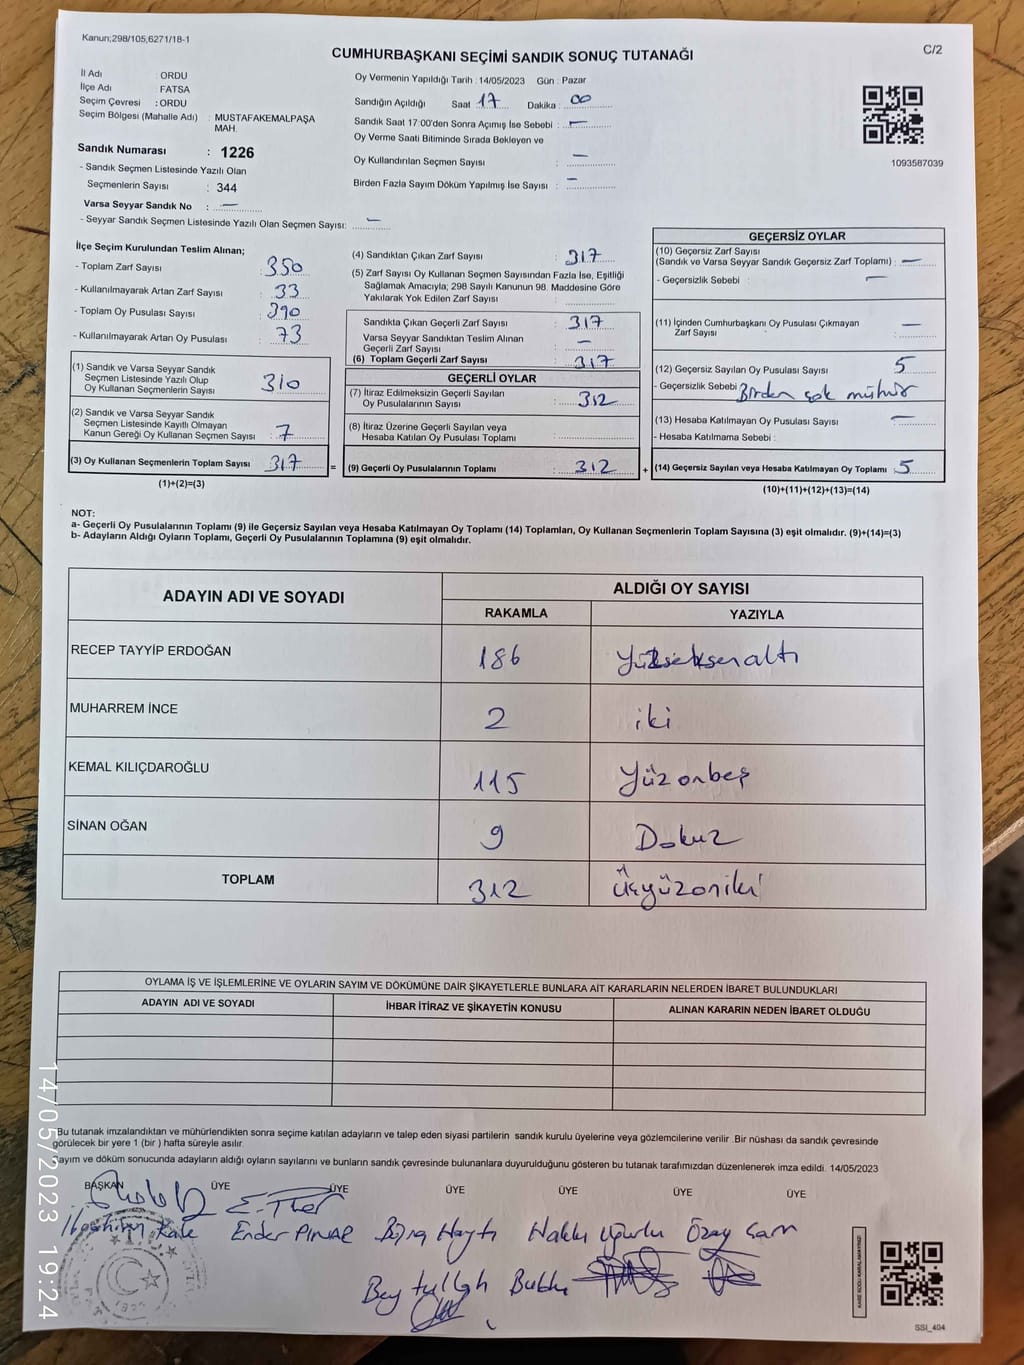 Kanun;298/105,6271/18-1
CUMHURBAŞKANI SEÇİMİ SANDIK SONUÇ TUTANAĞI
C/2
İl Adı : ORDU
İlçe Adı : FATSA
Seçim Çevresi : ORDU
Seçim Bölgesi (Mahalle Adı) : MUSTAFAKEMALPAŞA
MAH.
Sandık Numarası : 1226
- Sandık Seçmen Listesinde Yazılı Olan
Seçmenlerin Sayısı : 344
Varsa Seyyar Sandık No : —
- Seyyar Sandık Seçmen Listesinde Yazılı Olan Seçmen Sayısı: —
Oy Vermenin Yapıldığı Tarih : 14/05/2023 Gün : Pazar
Sandığın Açıldığı Saat 17 Dakika : 00
Sandık Saat 17:00'den Sonra Açımış İse Sebebi : —
Oy Verme Saati Bitiminde Sırada Bekleyen ve
Oy Kullandırılan Seçmen Sayısı : —
Birden Fazla Sayım Döküm Yapılmış İse Sayısı : —
1093587039
İlçe Seçim Kurulundan Teslim Alınan;
- Toplam Zarf Sayısı : 350
- Kullanılmayarak Artan Zarf Sayısı : 33
- Toplam Oy Pusulası Sayısı : 390
- Kullanılmayarak Artan Oy Pusulası : 73
(1) Sandık ve Varsa Seyyar Sandık
Seçmen Listesinde Yazılı Olup
Oy Kullanan Seçmenlerin Sayısı : 310
(2) Sandık ve Varsa Seyyar Sandık
Seçmen Listesinde Kayıtlı Olmayan
Kanun Gereği Oy Kullanan Seçmen Sayısı : 7
(3) Oy Kullanan Seçmenlerin Toplam Sayısı : 317
(1)+(2)=(3)
(4) Sandıktan Çıkan Zarf Sayısı : 317
(5) Zarf Sayısı Oy Kullanan Seçmen Sayısından Fazla İse, Eşitliği
Sağlamak Amacıyla; 298 Sayılı Kanunun 98. Maddesine Göre
Yakılarak Yok Edilen Zarf Sayısı :
Sandıkta Çıkan Geçerli Zarf Sayısı : 317
Varsa Seyyar Sandıktan Teslim Alınan
Geçerli Zarf Sayısı : —
(6) Toplam Geçerli Zarf Sayısı : 317
GEÇERLİ OYLAR
(7) İtiraz Edilmeksizin Geçerli Sayılan
Oy Pusulalarının Sayısı : 312
(8) İtiraz Üzerine Geçerli Sayılan veya
Hesaba Katılan Oy Pusulası Toplamı :
= (9) Geçerli Oy Pusulalarının Toplamı : 312 +
GEÇERSİZ OYLAR
(10) Geçersiz Zarf Sayısı
(Sandık ve Varsa Seyyar Sandık Geçersiz Zarf Toplamı) : —
- Geçersizlik Sebebi : —
(11) İçinden Cumhurbaşkanı Oy Pusulası Çıkmayan
Zarf Sayısı : —
(12) Geçersiz Sayılan Oy Pusulası Sayısı : 5
- Geçersizlik Sebebi : Birden çok mühür
(13) Hesaba Katılmayan Oy Pusulası Sayısı : —
- Hesaba Katılmama Sebebi :
(14) Geçersiz Sayılan veya Hesaba Katılmayan Oy Toplamı : 5
(10)+(11)+(12)+(13)=(14)
NOT:
a- Geçerli Oy Pusulalarının Toplamı (9) ile Geçersiz Sayılan veya Hesaba Katılmayan Oy Toplamı (14) Toplamları, Oy Kullanan Seçmenlerin Toplam Sayısına (3) eşit olmalıdır. (9)+(14)=(3)
b- Adayların Aldığı Oyların Toplamı, Geçerli Oy Pusulalarının Toplamına (9) eşit olmalıdır.
ADAYIN ADI VE SOYADI
ALDIĞI OY SAYISI
RAKAMLA YAZIYLA
RECEP TAYYİP ERDOĞAN 186 Yüzseksenaltı
MUHARREM İNCE 2 iki
KEMAL KILIÇDAROĞLU 115 Yüzonbeş
SİNAN OĞAN 9 Dokuz
TOPLAM 312 Üçyüzoniki
OYLAMA İŞ VE İŞLEMLERİNE VE OYLARIN SAYIM VE DÖKÜMÜNE DAİR ŞİKAYETLERLE BUNLARA AİT KARARLARIN NELERDEN İBARET BULUNDUKLARI
ADAYIN ADI VE SOYADI İHBAR İTİRAZ VE ŞİKAYETİN KONUSU ALINAN KARARIN NEDEN İBARET OLDUĞU
Bu tutanak imzalandıktan ve mühürlendikten sonra seçime katılan adayların ve talep eden siyasi partilerin sandık kurulu üyelerine veya gözlemcilerine verilir .Bir nüshası da sandık çevresinde
görülecek bir yere 1 (bir ) hafta süreyle asılır.
Sayım ve döküm sonucunda adayların aldığı oyların sayılarını ve bunların sandık çevresinde bulunanlara duyurulduğunu gösteren bu tutanak tarafımızdan düzenlenerek imza edildi. 14/05/2023
BAŞKAN ÜYE ÜYE ÜYE ÜYE ÜYE ÜYE
İbrahim Kale Ender PINAR Hakkı Uğurlu Özay
14/05/2023 19:24
SSI_404